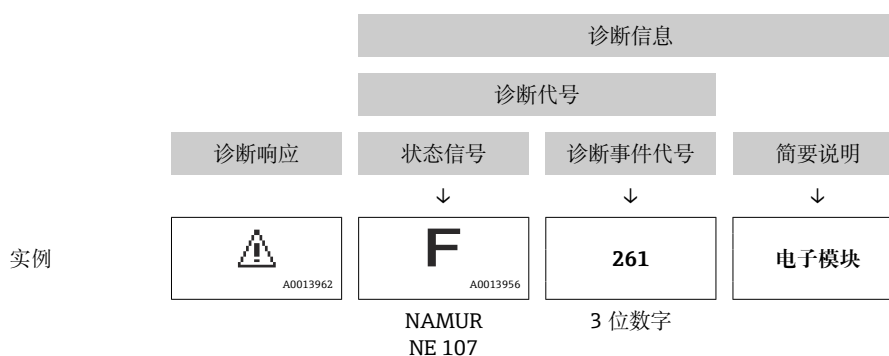 诊断信息
诊断代号
诊断响应 状态信号 诊断事件代号 简要说明
↓ ↓ ↓
实例 A0013962 F A0013956 261 电子模块
NAMUR 3 位数字
NE 107